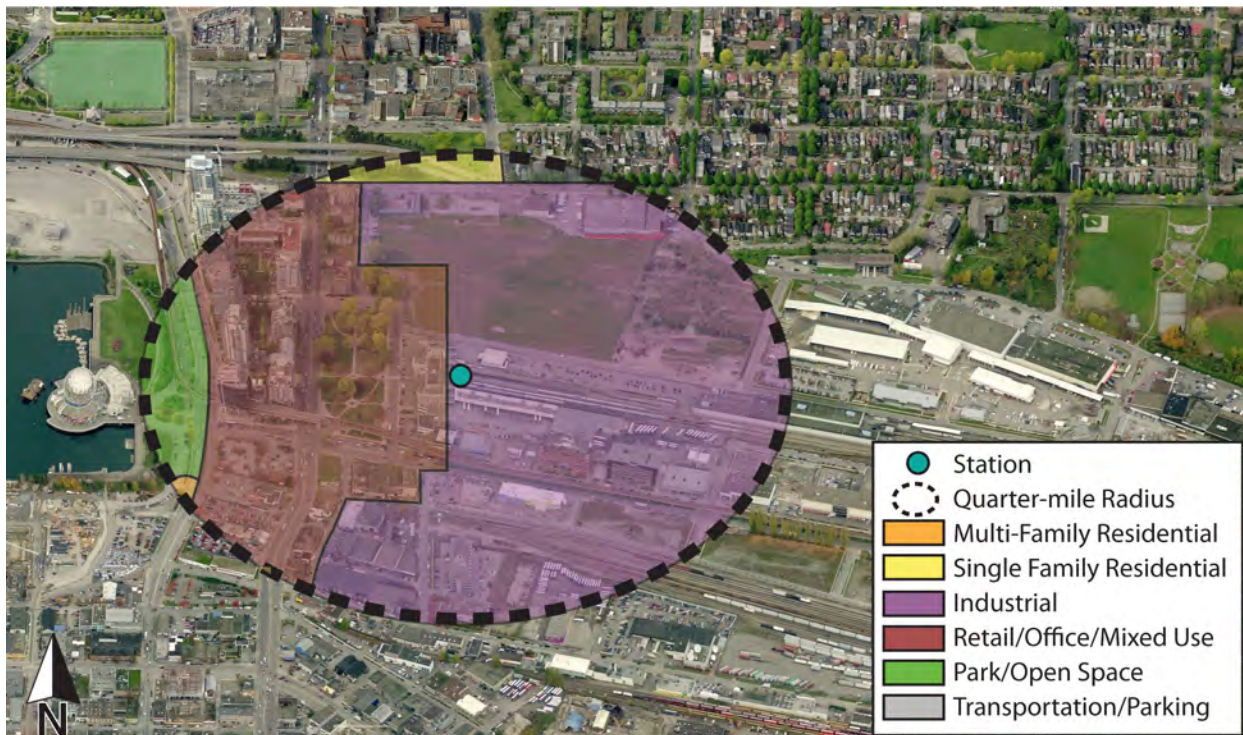 Station
Quarter-mile Radius
Multi-Family Residential
Single Family Residential
Industrial
Retail/Office/Mixed Use
Park/Open Space
Transportation/Parking
N